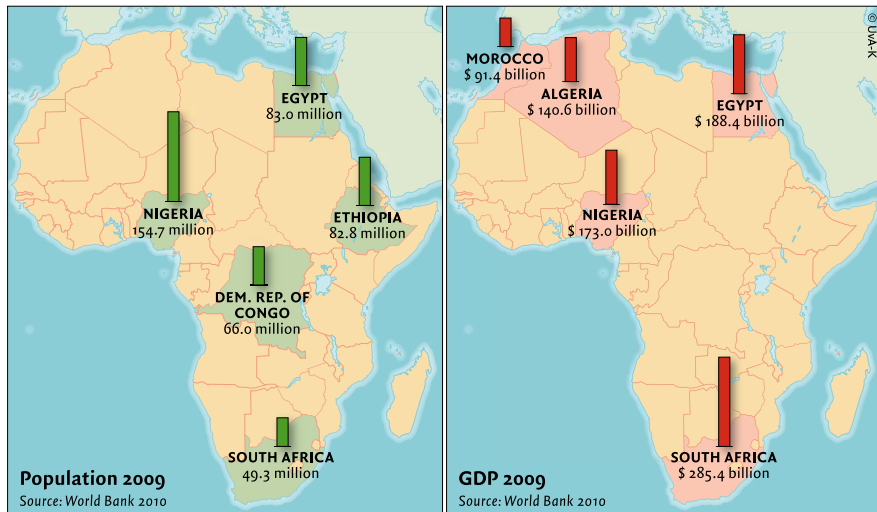 EGYPT
83.0 million
NIGERIA
154.7 million
ETHIOPIA
82.8 million
DEM. REP. OF
CONGO
66.0 million
SOUTH AFRICA
49.3 million
Population 2009
Source: World Bank 2010
© UvA-K
MOROCCO
$ 91.4 billion
ALGERIA
$ 140.6 billion
EGYPT
$ 188.4 billion
NIGERIA
$ 173.0 billion
SOUTH AFRICA
$ 285.4 billion
GDP 2009
Source: World Bank 2010